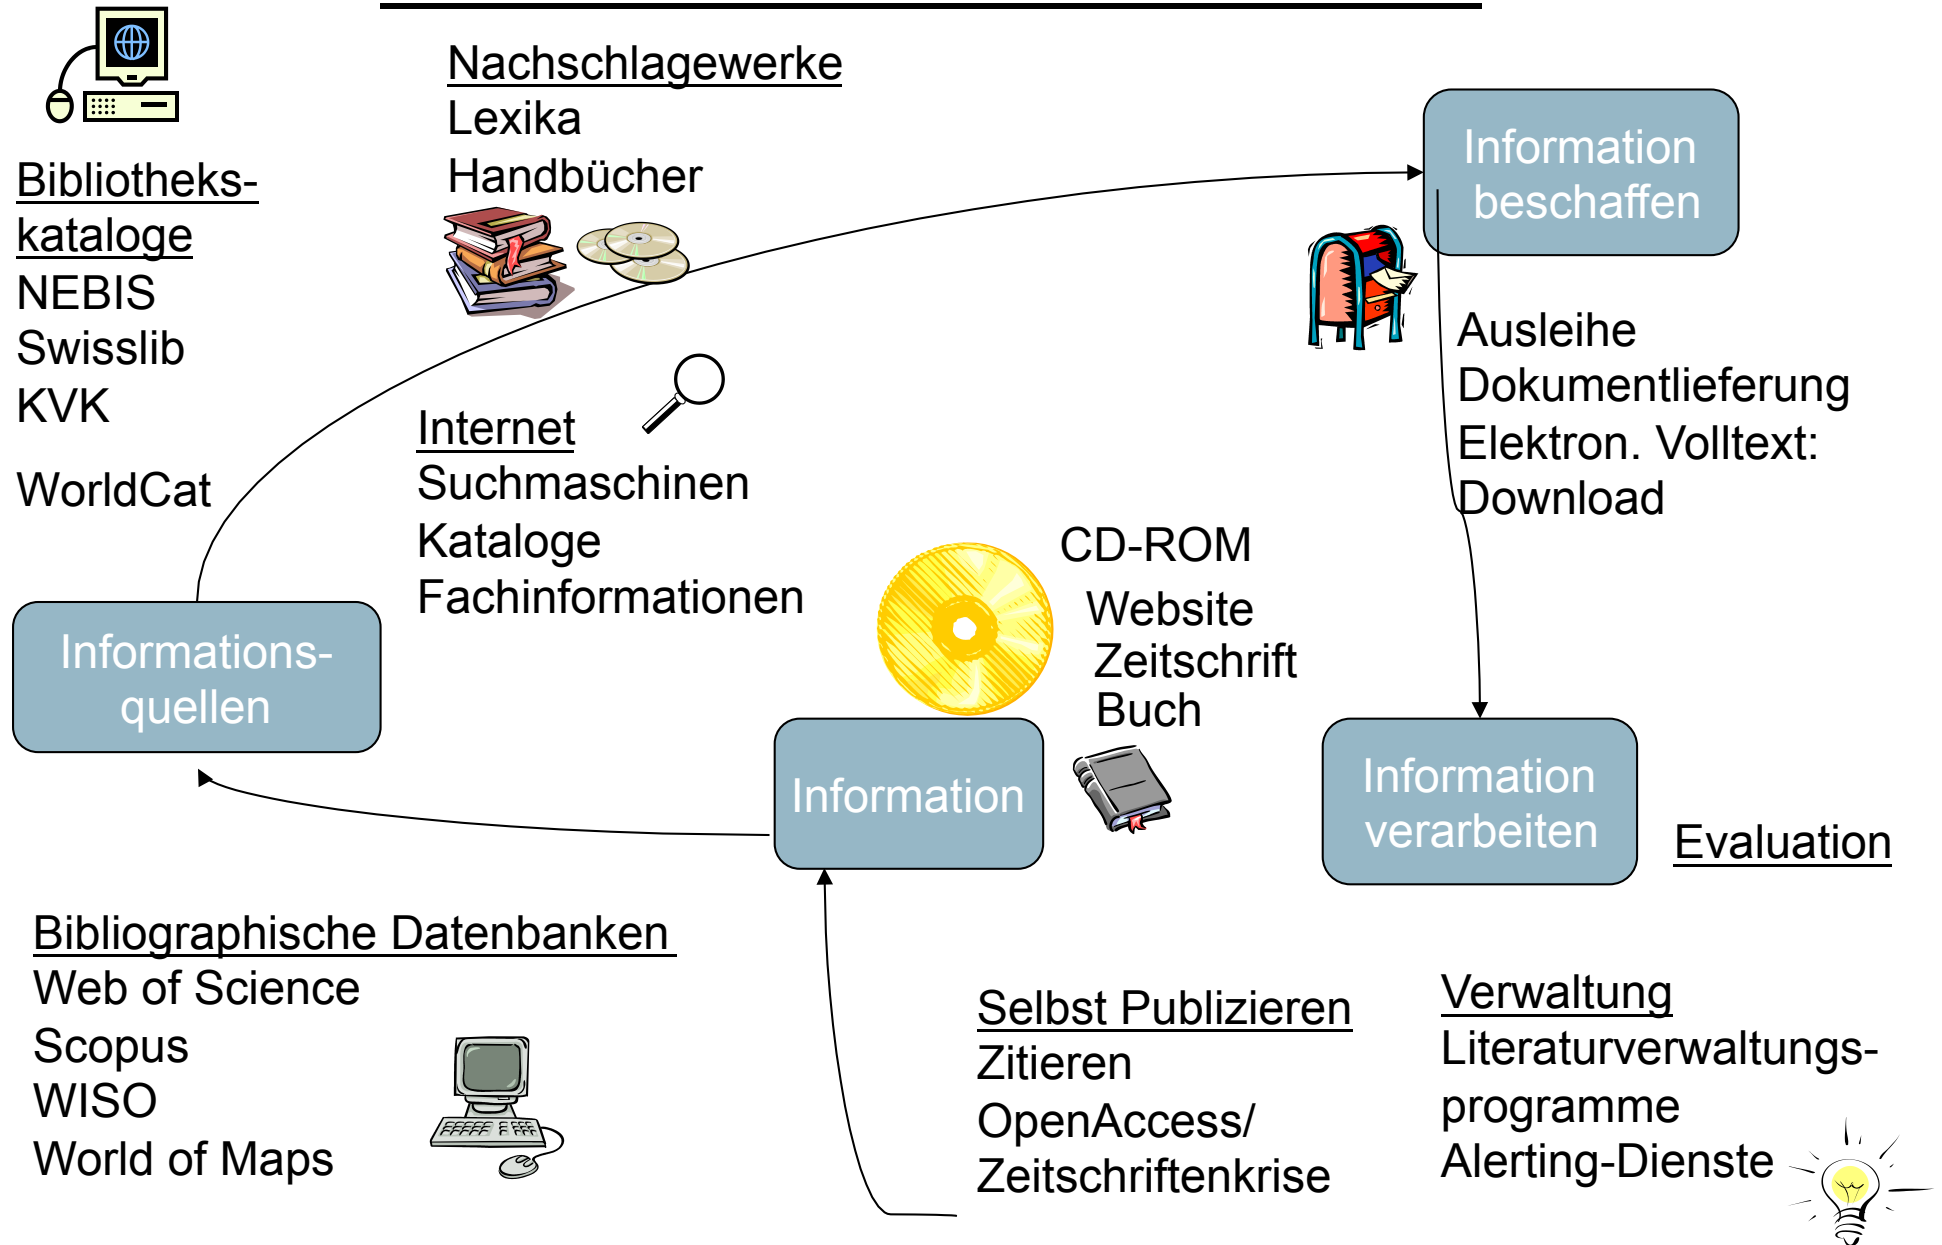 Nachschlagewerke
Lexika
Handbücher
Bibliotheks-
kataloge
NEBIS
Swisslib
KVK
WorldCat
Information
beschaffen
Ausleihe
Dokumentlieferung
Elektron. Volltext:
Download
Internet
Suchmaschinen
Kataloge
Fachinformationen
CD-ROM
Website
Zeitschrift
Buch
Informations-
quellen
Information
Information
verarbeiten
Evaluation
Bibliographische Datenbanken
Web of Science
Scopus
WISO
World of Maps
Selbst Publizieren
Zitieren
OpenAccess/
Zeitschriftenkrise
Verwaltung
Literaturverwaltungs-
programme
Alerting-Dienste